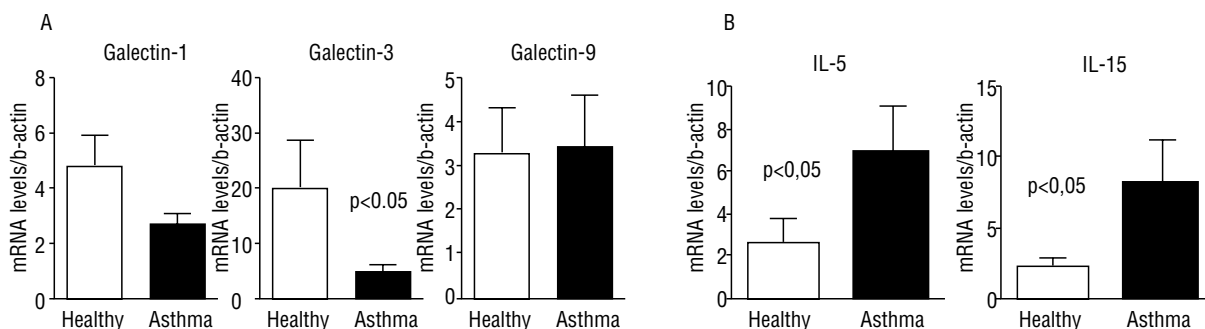 A
Galectin-1
mRNA levels/b-actin
8
6
4
2
0
Healthy Asthma
Galectin-3
mRNA levels/b-actin
40
30
20
10
0
p<0.05
Healthy Asthma
Galectin-9
mRNA levels/b-actin
5
4
3
2
1
0
Healthy Asthma
B
IL-5
mRNA levels/b-actin
10
8
6
4
2
0
p<0,05
Healthy Asthma
IL-15
mRNA levels/b-actin
15
10
5
0
p<0,05
Healthy Asthma